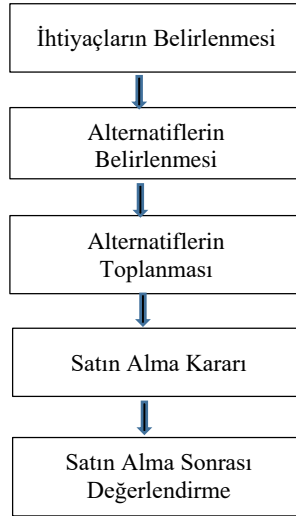 İhtiyaçların Belirlenmesi
Alternatiflerin
Belirlenmesi
Alternatiflerin
Toplanması
Satın Alma Kararı
Satın Alma Sonrası
Değerlendirme